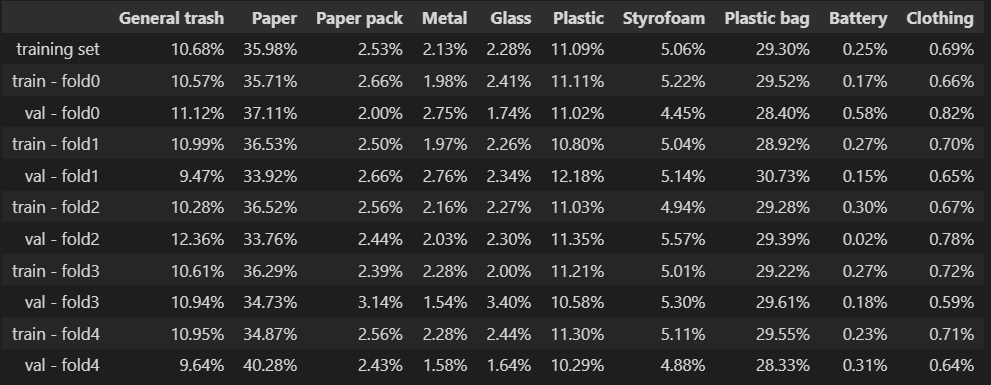 General trash Paper Paper pack Metal Glass Plastic Styrofoam Plastic bag Battery Clothing
training set 10.68% 35.98% 2.53% 2.13% 2.28% 11.09% 5.06% 29.30% 0.25% 0.69%
train - fold0 10.57% 35.71% 2.66% 1.98% 2.41% 11.11% 5.22% 29.52% 0.17% 0.66%
val - fold0 11.12% 37.11% 2.00% 2.75% 1.74% 11.02% 4.45% 28.40% 0.58% 0.82%
train - fold1 10.99% 36.53% 2.50% 1.97% 2.26% 10.80% 5.04% 28.92% 0.27% 0.70%
val - fold1 9.47% 33.92% 2.66% 2.76% 2.34% 12.18% 5.14% 30.73% 0.15% 0.65%
train - fold2 10.28% 36.52% 2.56% 2.16% 2.27% 11.03% 4.94% 29.28% 0.30% 0.67%
val - fold2 12.36% 33.76% 2.44% 2.03% 2.30% 11.35% 5.57% 29.39% 0.02% 0.78%
train - fold3 10.61% 36.29% 2.39% 2.28% 2.00% 11.21% 5.01% 29.22% 0.27% 0.72%
val - fold3 10.94% 34.73% 3.14% 1.54% 3.40% 10.58% 5.30% 29.61% 0.18% 0.59%
train - fold4 10.95% 34.87% 2.56% 2.28% 2.44% 11.30% 5.11% 29.55% 0.23% 0.71%
val - fold4 9.64% 40.28% 2.43% 1.58% 1.64% 10.29% 4.88% 28.33% 0.31% 0.64%